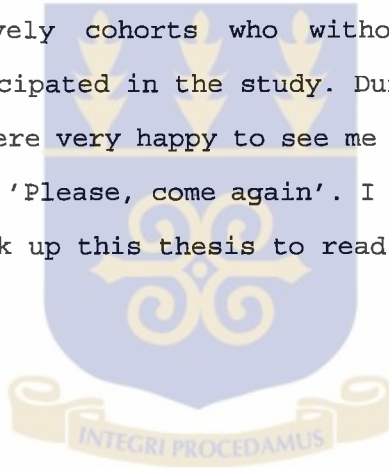 vely cohorts who witho
cipated in the study. Du
ere very happy to see me
'Please, come again'. I
k up this thesis to read
INTEGRI PROCEDAMUS